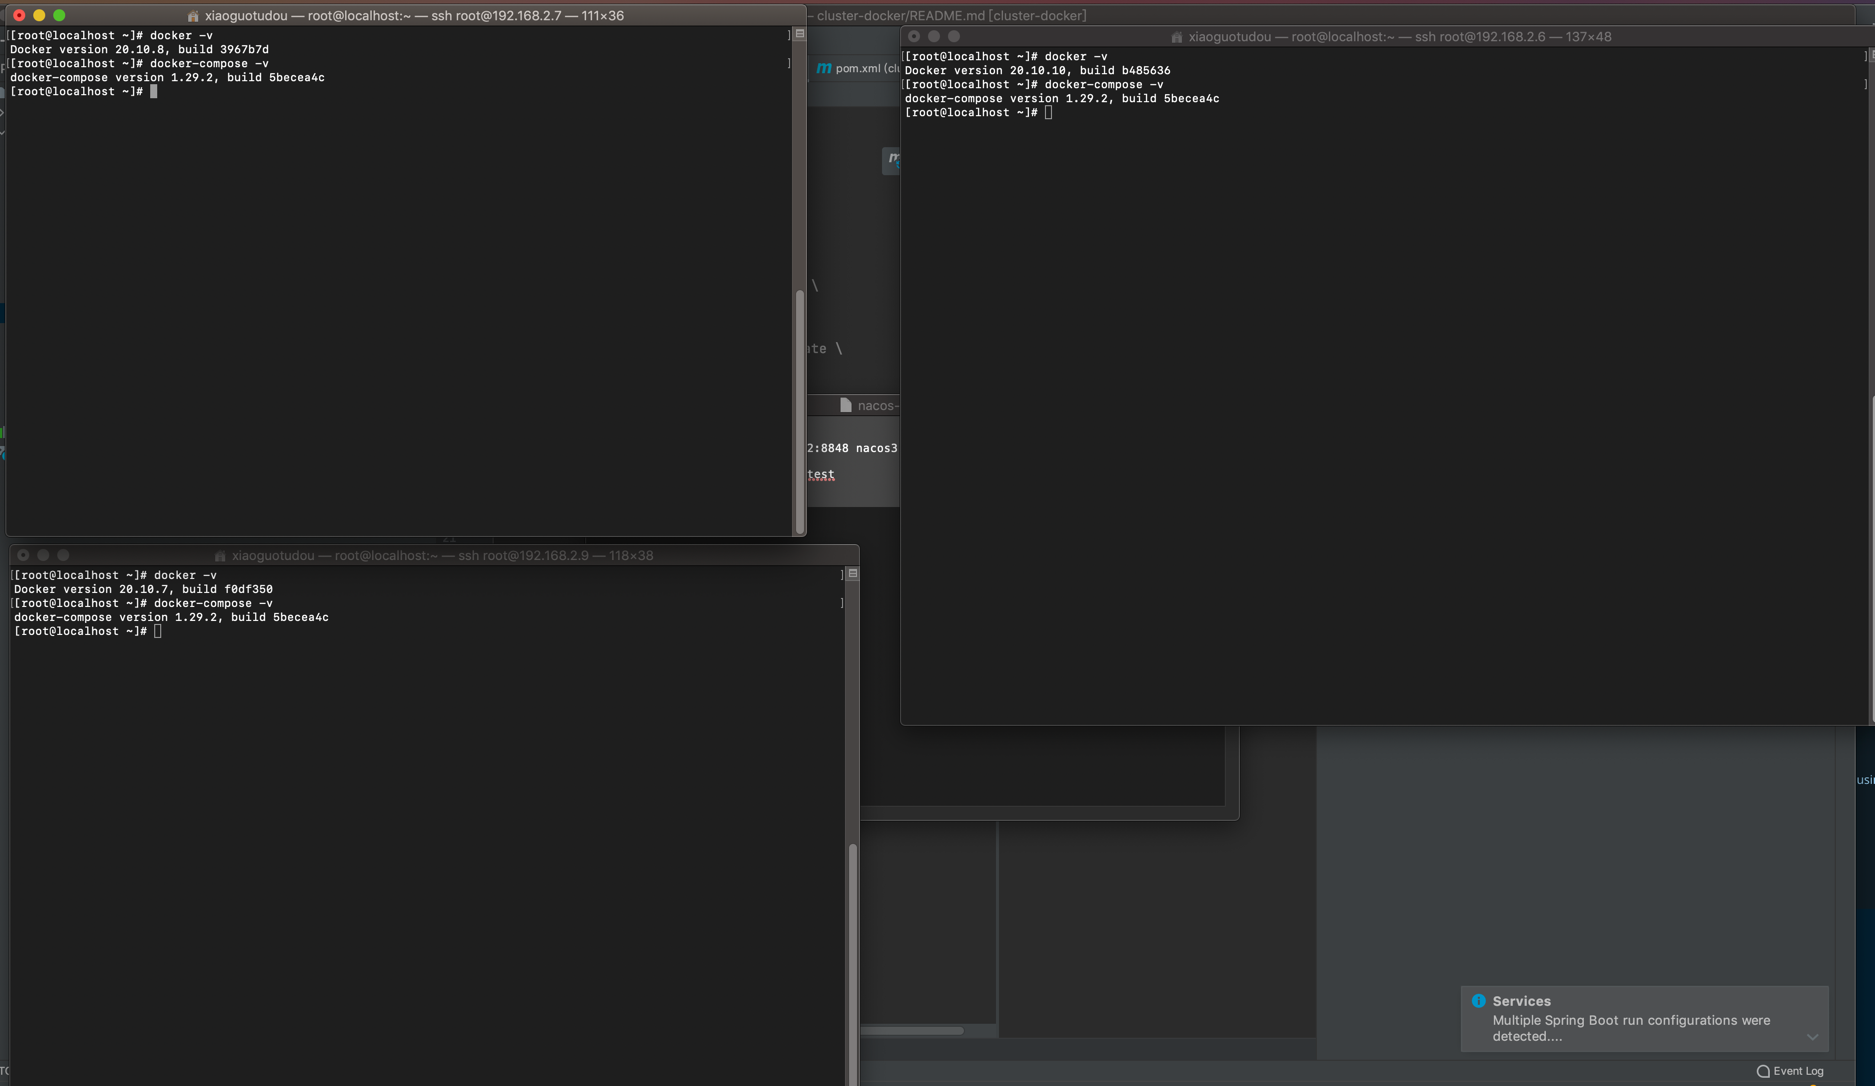 xiaoguotudou — root@localhost:~ — ssh root@192.168.2.7 — 111×36
[[root@localhost ~]# docker -v ]
Docker version 20.10.8, build 3967b7d
[[root@localhost ~]# docker-compose -v ]
docker-compose version 1.29.2, build 5becea4c
[root@localhost ~]#
– cluster-docker/README.md [cluster-docker]
pom.xml (clu
\
ate \
nacos-
2:8848 nacos3
test
21
xiaoguotudou — root@localhost:~ — ssh root@192.168.2.6 — 137×48
[[root@localhost ~]# docker -v ]
Docker version 20.10.10, build b485636
[[root@localhost ~]# docker-compose -v ]
docker-compose version 1.29.2, build 5becea4c
[root@localhost ~]#
xiaoguotudou — root@localhost:~ — ssh root@192.168.2.9 — 118×38
[[root@localhost ~]# docker -v ]
Docker version 20.10.7, build f0df350
[[root@localhost ~]# docker-compose -v ]
docker-compose version 1.29.2, build 5becea4c
[root@localhost ~]#
usin
Services
Multiple Spring Boot run configurations were
detected....
TO
Event Log